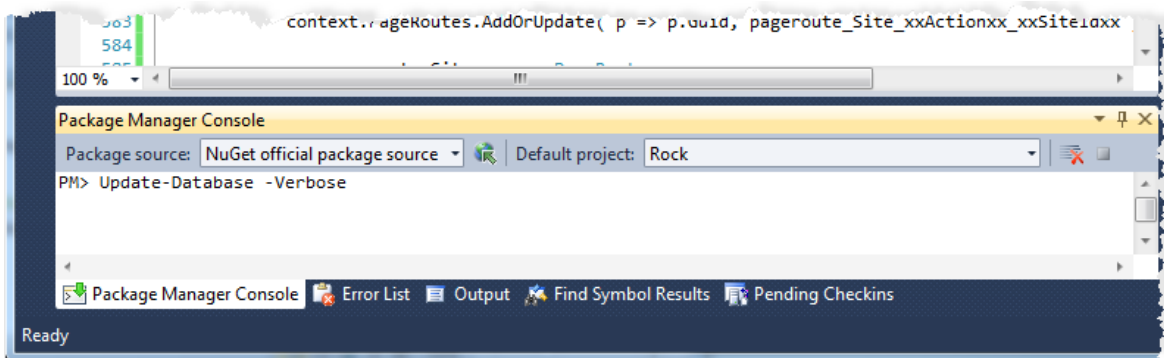 583 context.PageRoutes.AddOrUpdate( p => p.Guid, pageroute_Site_xxActionxx_xxSiteIdxx
584
100 %
Package Manager Console
Package source: NuGet official package source Default project: Rock
PM> Update-Database -Verbose
Package Manager Console Error List Output Find Symbol Results Pending Checkins
Ready